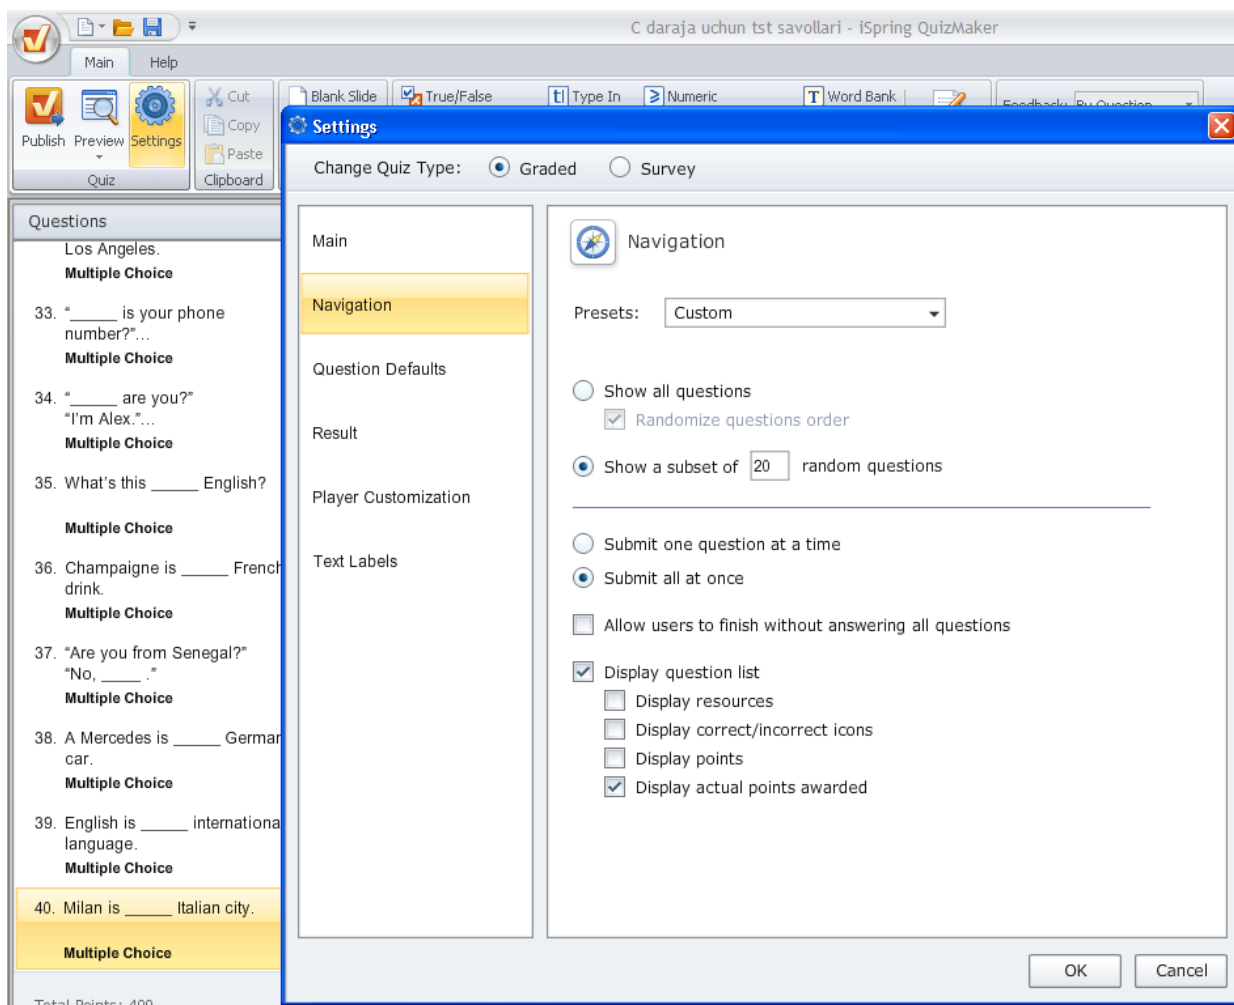 C daraja uchun tst savollari - iSpring QuizMaker
Main Help
Publish Preview Settings
Quiz
Cut
Copy
Paste
Clipboard
Blank Slide True/False Type In Numeric Word Bank
Feedback: By Question
Settings
Change Quiz Type: Graded Survey
Questions
Los Angeles.
Multiple Choice
33. “_____ is your phone
number?”...
Multiple Choice
34. “_____ are you?”
“I’m Alex.”...
Multiple Choice
35. What’s this _____ English?
Multiple Choice
36. Champaigne is _____ French
drink.
Multiple Choice
37. “Are you from Senegal?”
“No, ____ .”
Multiple Choice
38. A Mercedes is _____ German
car.
Multiple Choice
39. English is _____ internationa
language.
Multiple Choice
40. Milan is _____ Italian city.
Multiple Choice
Total Points: 400
Main
Navigation
Question Defaults
Result
Player Customization
Text Labels
Navigation
Presets: Custom
Show all questions
Randomize questions order
Show a subset of 20 random questions
Submit one question at a time
Submit all at once
Allow users to finish without answering all questions
Display question list
Display resources
Display correct/incorrect icons
Display points
Display actual points awarded
OK Cancel